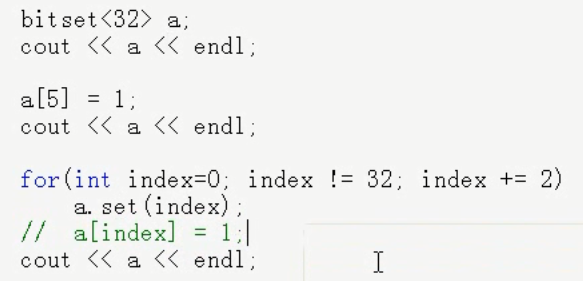 bitset<32> a;
cout << a << endl;
a[5] = 1;
cout << a << endl;
for(int index=0; index != 32; index += 2)
a.set(index);
// a[index] = 1;
cout << a << endl;